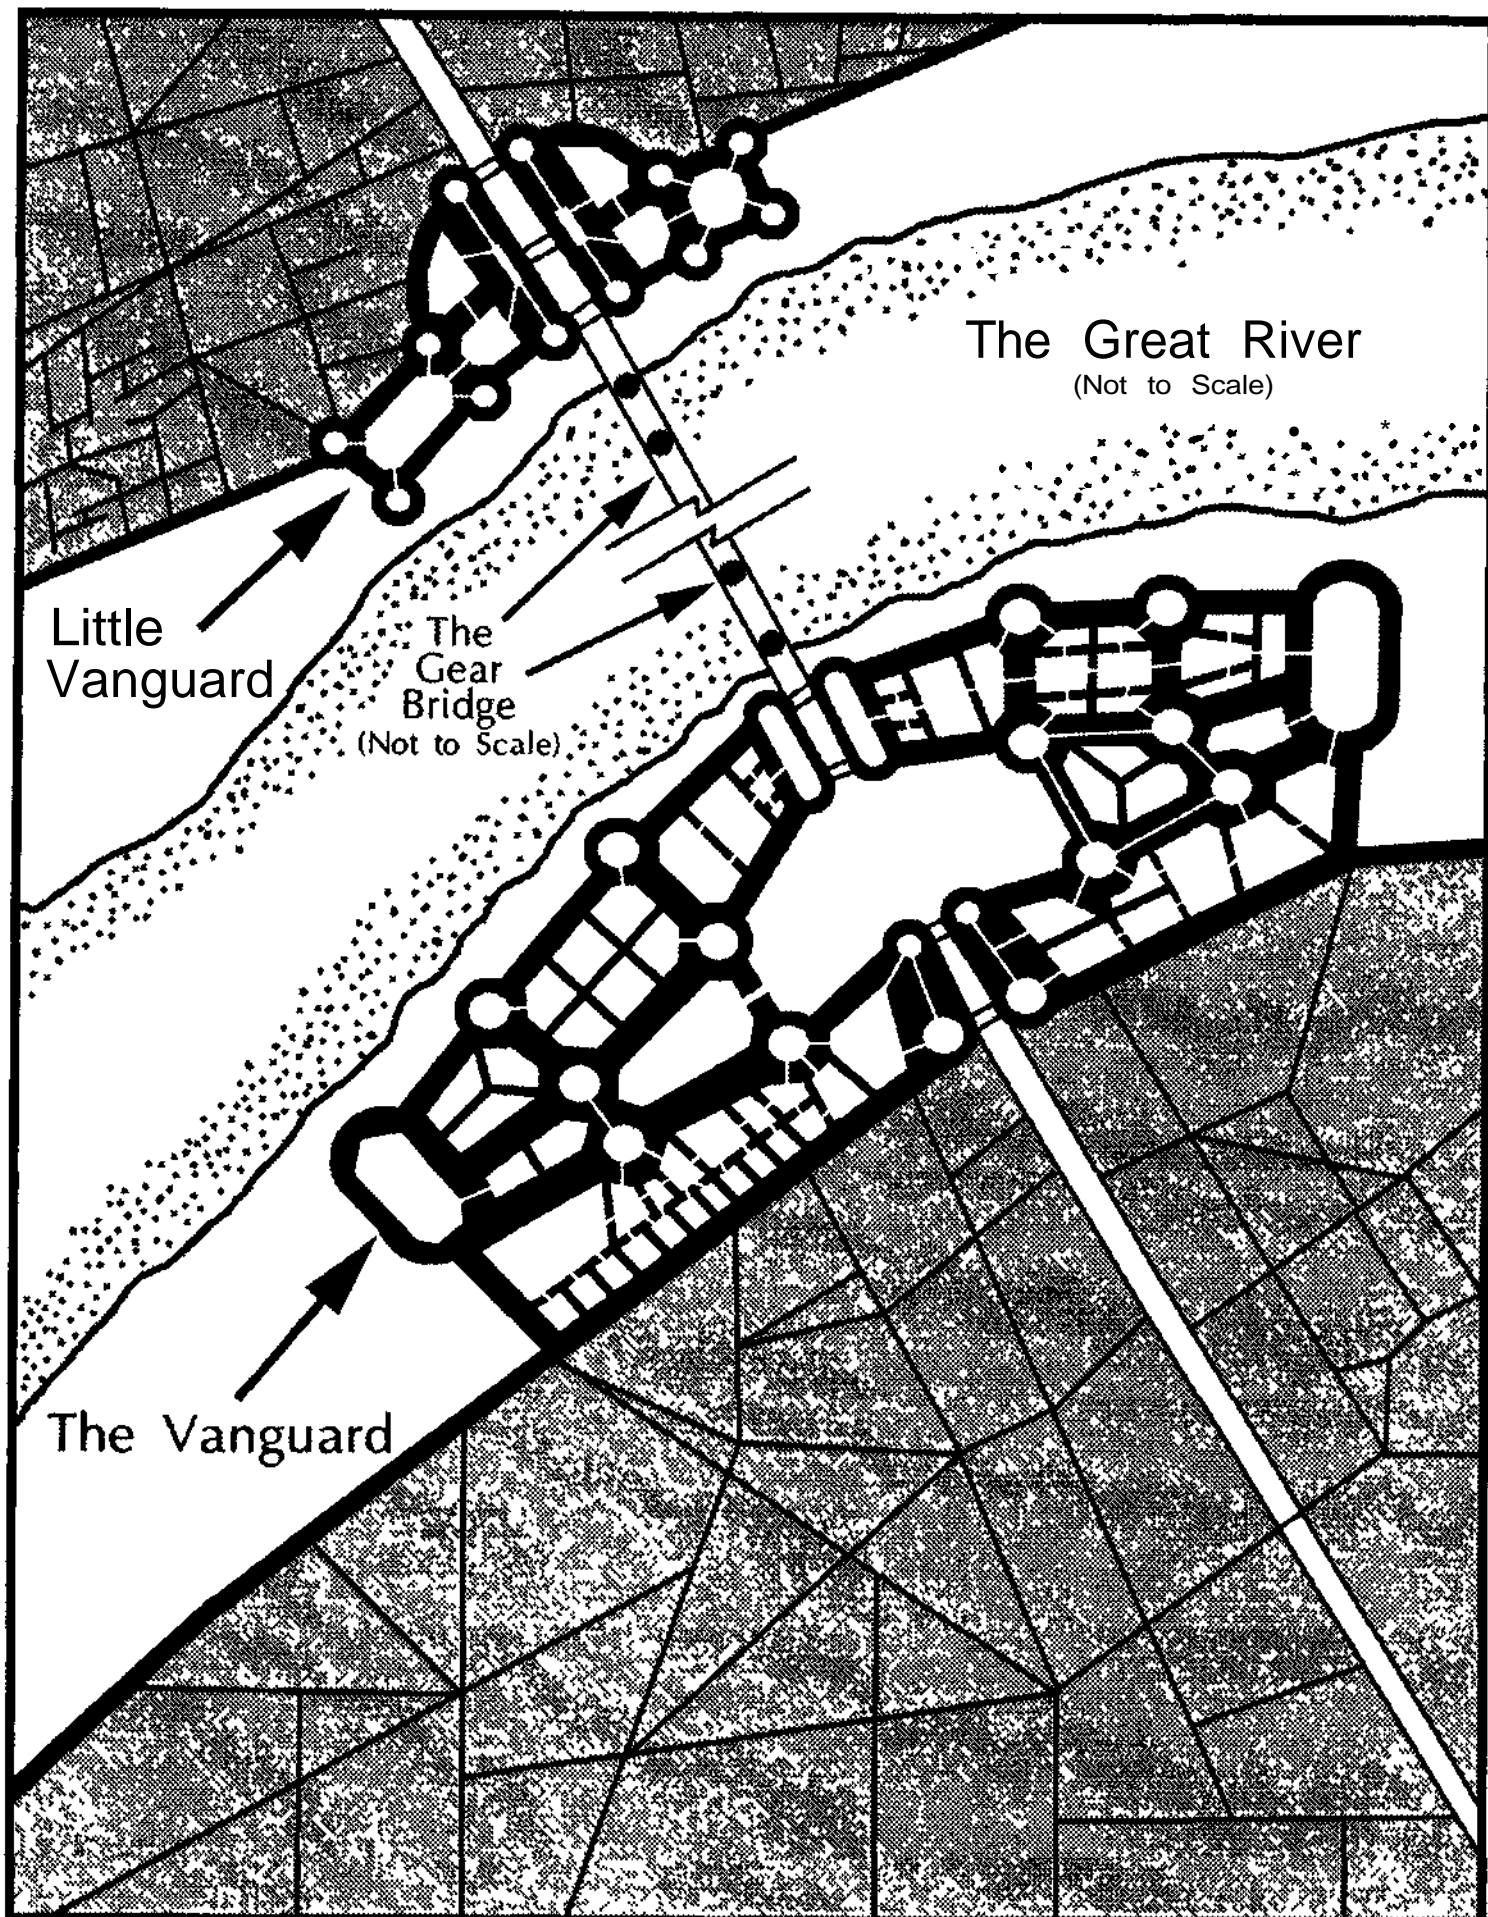 The Great River
(Not to Scale)
Little
Vanguard
The
Gear
Bridge
(Not to Scale)
The Vanguard